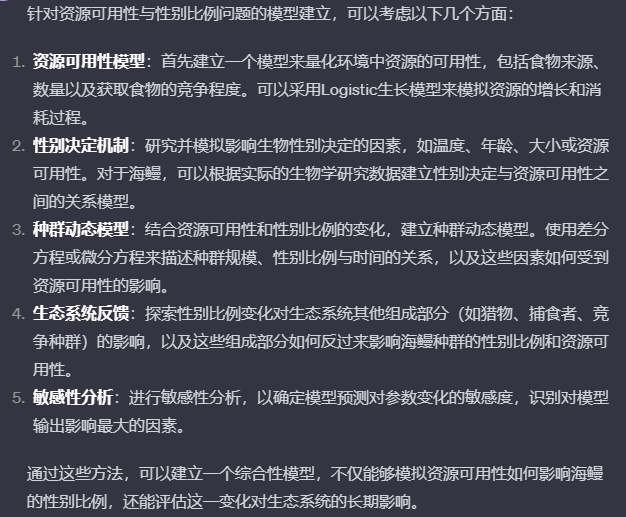 针对资源可用性与性别比例问题的模型建立，可以考虑以下几个方面：
1. 资源可用性模型：首先建立一个模型来量化环境中资源的可用性，包括食物来源、
数量以及获取食物的竞争程度。可以采用Logistic生长模型来模拟资源的增长和消
耗过程。
2. 性别决定机制：研究并模拟影响生物性别决定的因素，如温度、年龄、大小或资源
可用性。对于海鳗，可以根据实际的生物学研究数据建立性别决定与资源可用性之
间的关系模型。
3. 种群动态模型：结合资源可用性和性别比例的变化，建立种群动态模型。使用差分
方程或微分方程来描述种群规模、性别比例与时间的关系，以及这些因素如何受到
资源可用性的影响。
4. 生态系统反馈：探索性别比例变化对生态系统其他组成部分（如猎物、捕食者、竞
争种群）的影响，以及这些组成部分如何反过来影响海鳗种群的性别比例和资源可
用性。
5. 敏感性分析：进行敏感性分析，以确定模型预测对参数变化的敏感度，识别对模型
输出影响最大的因素。
通过这些方法，可以建立一个综合性模型，不仅能够模拟资源可用性如何影响海鳗
的性别比例，还能评估这一变化对生态系统的长期影响。